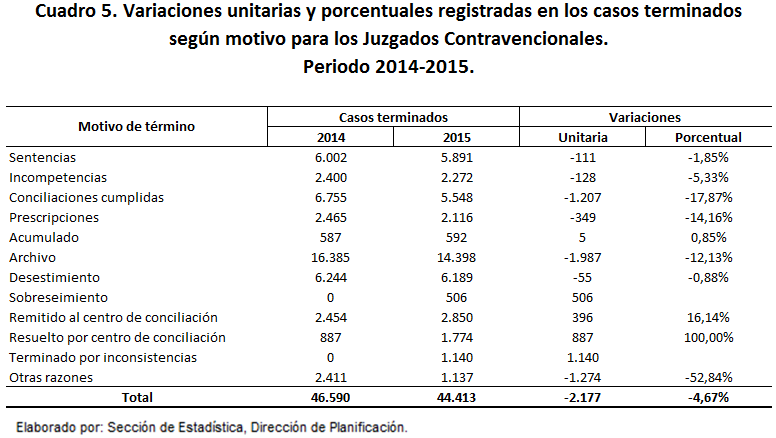 Cuadro 5. Variaciones unitarias y porcentuales registradas en los casos terminados
según motivo para los Juzgados Contravencionales.
Periodo 2014-2015.
Motivo de término Casos terminados Variaciones
2014 2015 Unitaria Porcentual
Sentencias 6.002 5.891 -111 -1,85%
Incompetencias 2.400 2.272 -128 -5,33%
Conciliaciones cumplidas 6.755 5.548 -1.207 -17,87%
Prescripciones 2.465 2.116 -349 -14,16%
Acumulado 587 592 5 0,85%
Archivo 16.385 14.398 -1.987 -12,13%
Desestimiento 6.244 6.189 -55 -0,88%
Sobreseimiento 0 506 506
Remitido al centro de conciliación 2.454 2.850 396 16,14%
Resuelto por centro de conciliación 887 1.774 887 100,00%
Terminado por inconsistencias 0 1.140 1.140
Otras razones 2.411 1.137 -1.274 -52,84%
Total 46.590 44.413 -2.177 -4,67%
Elaborado por: Sección de Estadística, Dirección de Planificación.